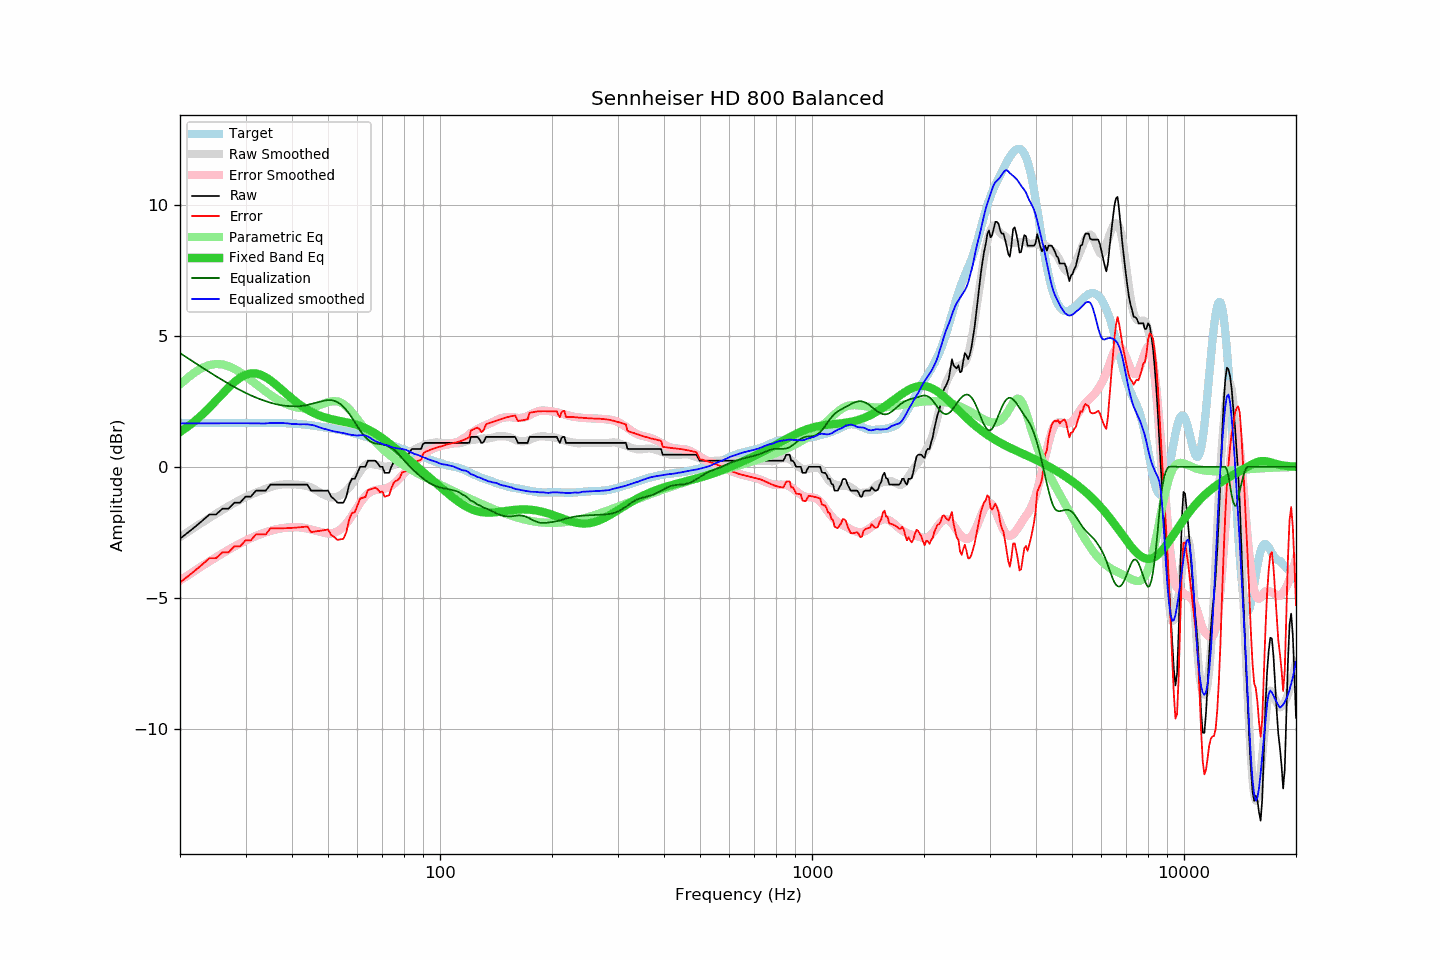 Sennheiser HD 800 Balanced
Target
Raw Smoothed
Error Smoothed
Raw
Error
Parametric Eq
Fixed Band Eq
Equalization
Equalized smoothed
Amplitude (dBr)
10
5
0
−5
−10
100
1000
10000
Frequency (Hz)